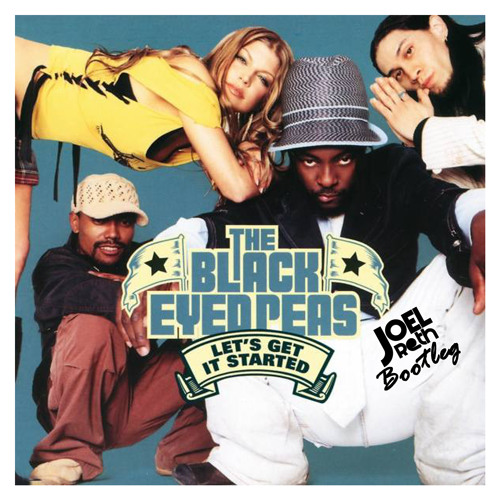 THE
BLACK
EYED PEAS
LET'S GET
IT STARTED
JOEL
Reth
Bootleg